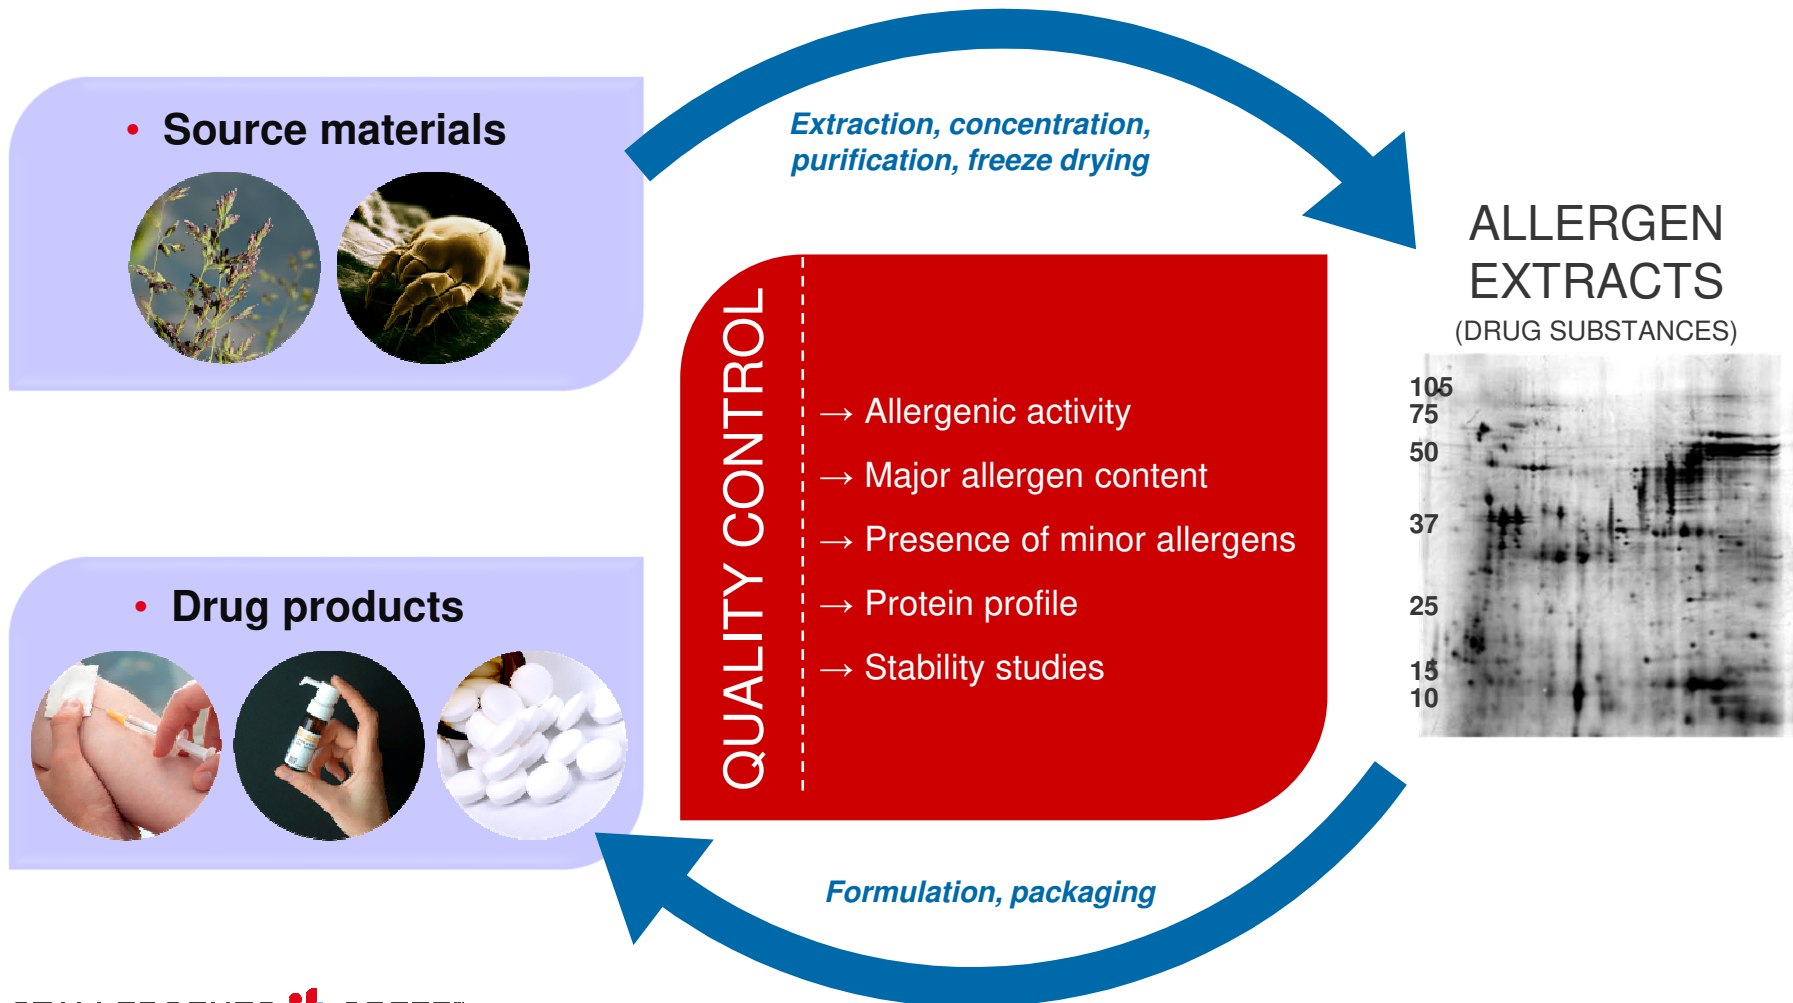 • Source materials
Extraction, concentration,
purification, freeze drying
ALLERGEN
EXTRACTS
(DRUG SUBSTANCES)
QUALITY CONTROL
→ Allergenic activity
→ Major allergen content
→ Presence of minor allergens
→ Protein profile
→ Stability studies
105
75
50
37
25
15
10
• Drug products
Formulation, packaging